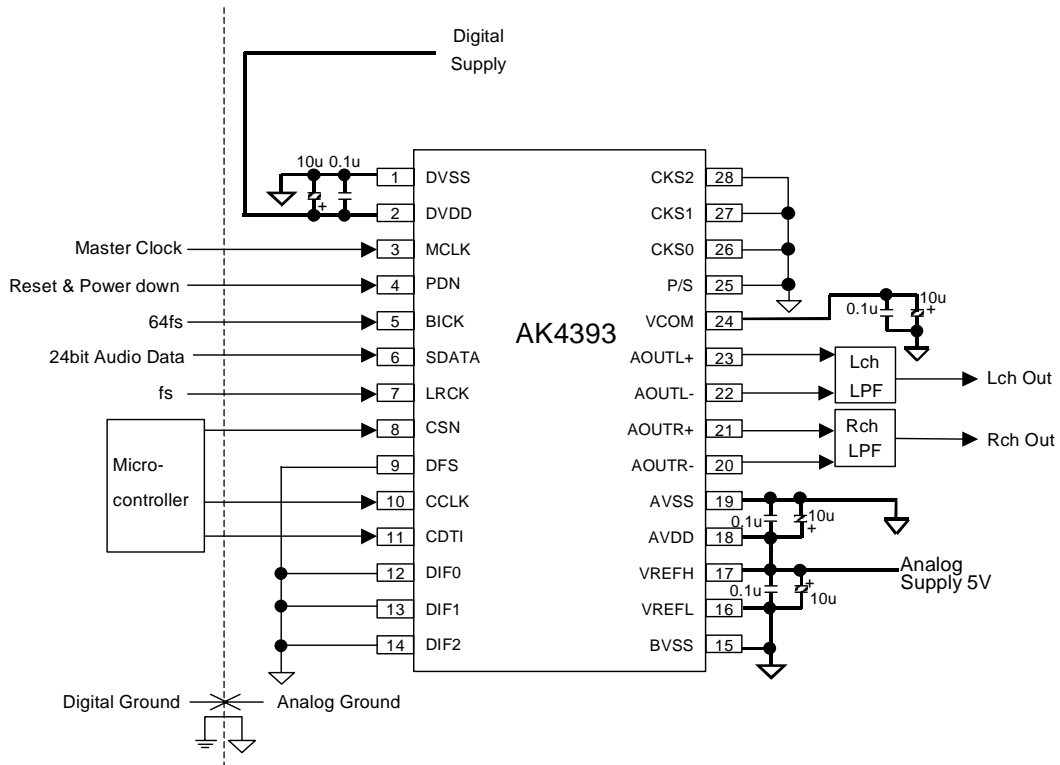 Digital
Supply
10u 0.1u
1 DVSS
2 DVDD
+
Master Clock 3 MCLK
Reset & Power down 4 PDN
64fs 5 BICK
24bit Audio Data 6 SDATA
fs 7 LRCK
8 CSN
9 DFS
Micro-
controller
10 CCLK
11 CDTI
12 DIF0
13 DIF1
14 DIF2
AK4393
CKS2 28
CKS1 27
CKS0 26
P/S 25
VCOM 24
0.1u 10u
+
AOUTL+ 23
AOUTL- 22
Lch
LPF
Lch Out
AOUTR+ 21
AOUTR- 20
Rch
LPF
Rch Out
AVSS 19
0.1u 10u
+
AVDD 18
VREFH 17
Analog
Supply 5V
0.1u + 10u
VREFL 16
BVSS 15
Digital Ground Analog Ground